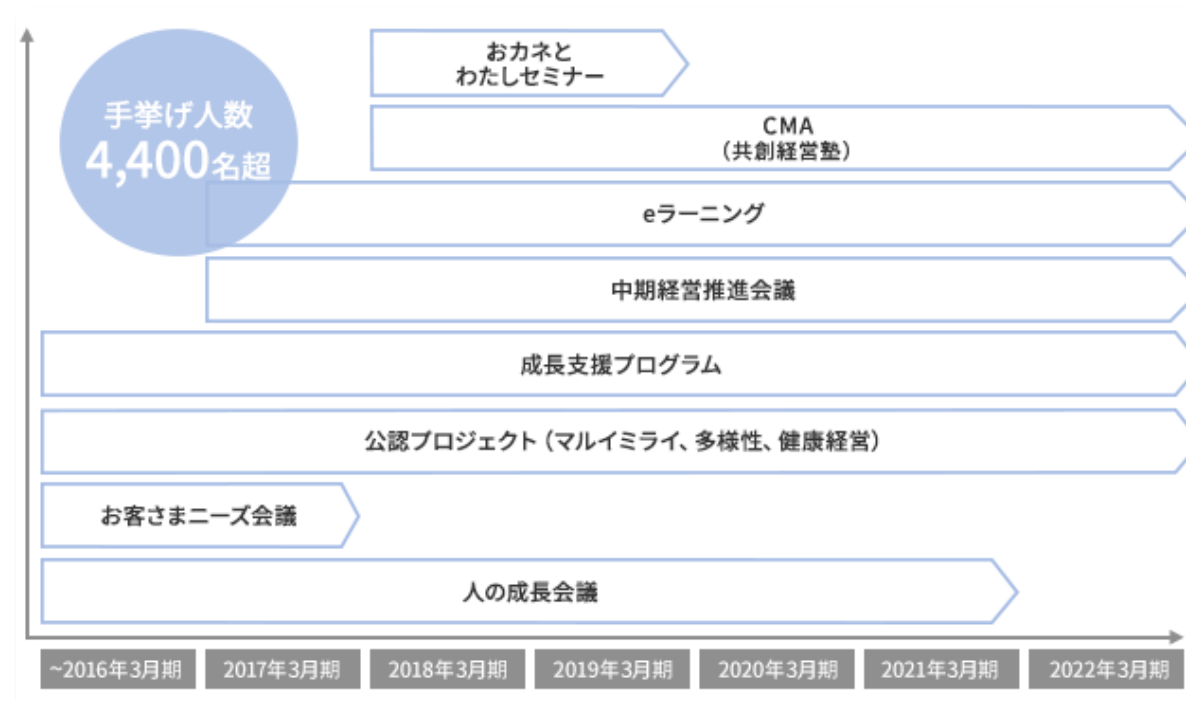 手挙げ人数
4,400名超
おカネと
わたしセミナー
CMA
（共創経営塾）
eラーニング
中期経営推進会議
成長支援プログラム
公認プロジェクト（マルイミライ、多様性、健康経営）
お客さまニーズ会議
人の成長会議
~2016年3月期
2017年3月期
2018年3月期
2019年3月期
2020年3月期
2021年3月期
2022年3月期